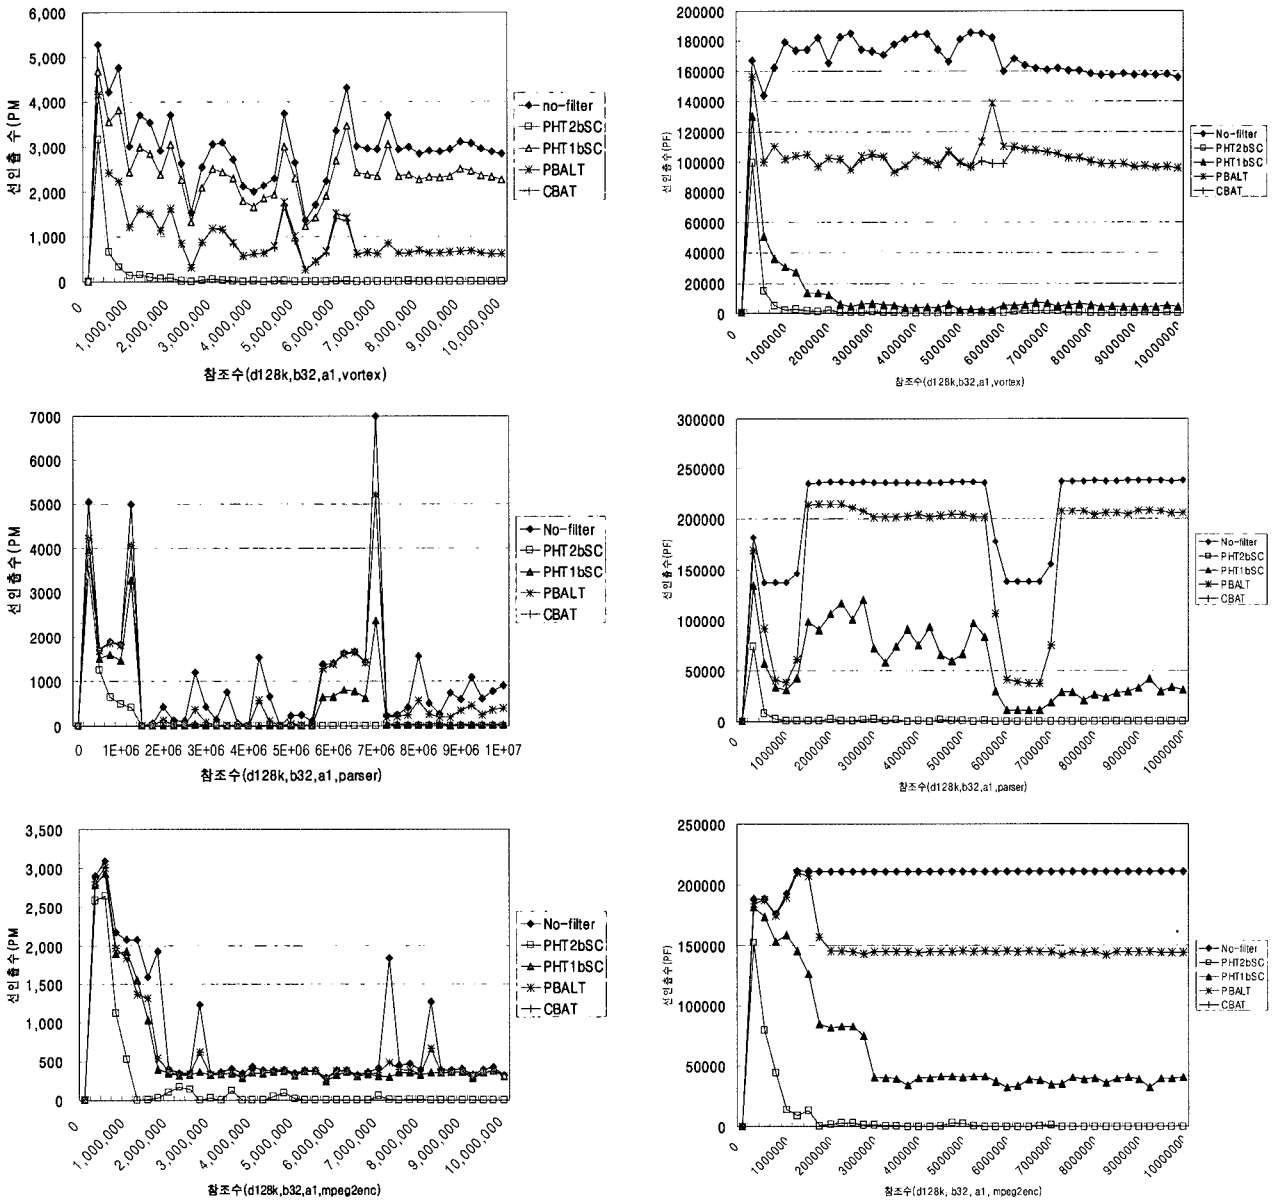 선인출 수(PM
6,000
5,000
4,000
3,000
2,000
1,000
0
0
1,000,000
2,000,000
3,000,000
4,000,000
5,000,000
6,000,000
7,000,000
8,000,000
9,000,000
10,000,000
참조수(d128k,b32,a1,vortex)
no-filter
PHT2bSC
PHT1bSC
PBALT
CBAT
선인출 수(PF)
200000
180000
160000
140000
120000
100000
80000
60000
40000
20000
0
0
참조수(d128k,b32,a1,vortex)
No-filter
PHT2bSC
PHT1bSC
PBALT
CBAT
선인출수(PM
7000
6000
5000
4000
3000
2000
1000
0
0
1E+06
2E+06
3E+06
4E+06
5E+06
6E+06
7E+06
8E+06
9E+06
1E+07
참조수(d128k,b32,a1,parser)
No-filter
PHT2bSC
PHT1bSC
PBALT
CBAT
선인출수(PF)
300000
250000
200000
150000
100000
50000
0
0
참조수(d128k,b32,a1,parser)
No-filter
PHT2bSC
PHT1bSC
PBALT
CBAT
선인출수(PM
3,500
3,000
2,500
2,000
1,500
1,000
500
0
0
1,000,000
2,000,000
3,000,000
4,000,000
5,000,000
6,000,000
7,000,000
8,000,000
9,000,000
10,000,000
참조수(d128k,b32,a1,mpeg2enc)
No-filter
PHT2bSC
PHT1bSC
PBALT
CBAT
선인출수(PF)
250000
200000
150000
100000
50000
0
0
참조수(d128k, b32, a1, mpeg2enc)
No-filter
PHT2bSC
PHT1bSC
PBALT
CBAT